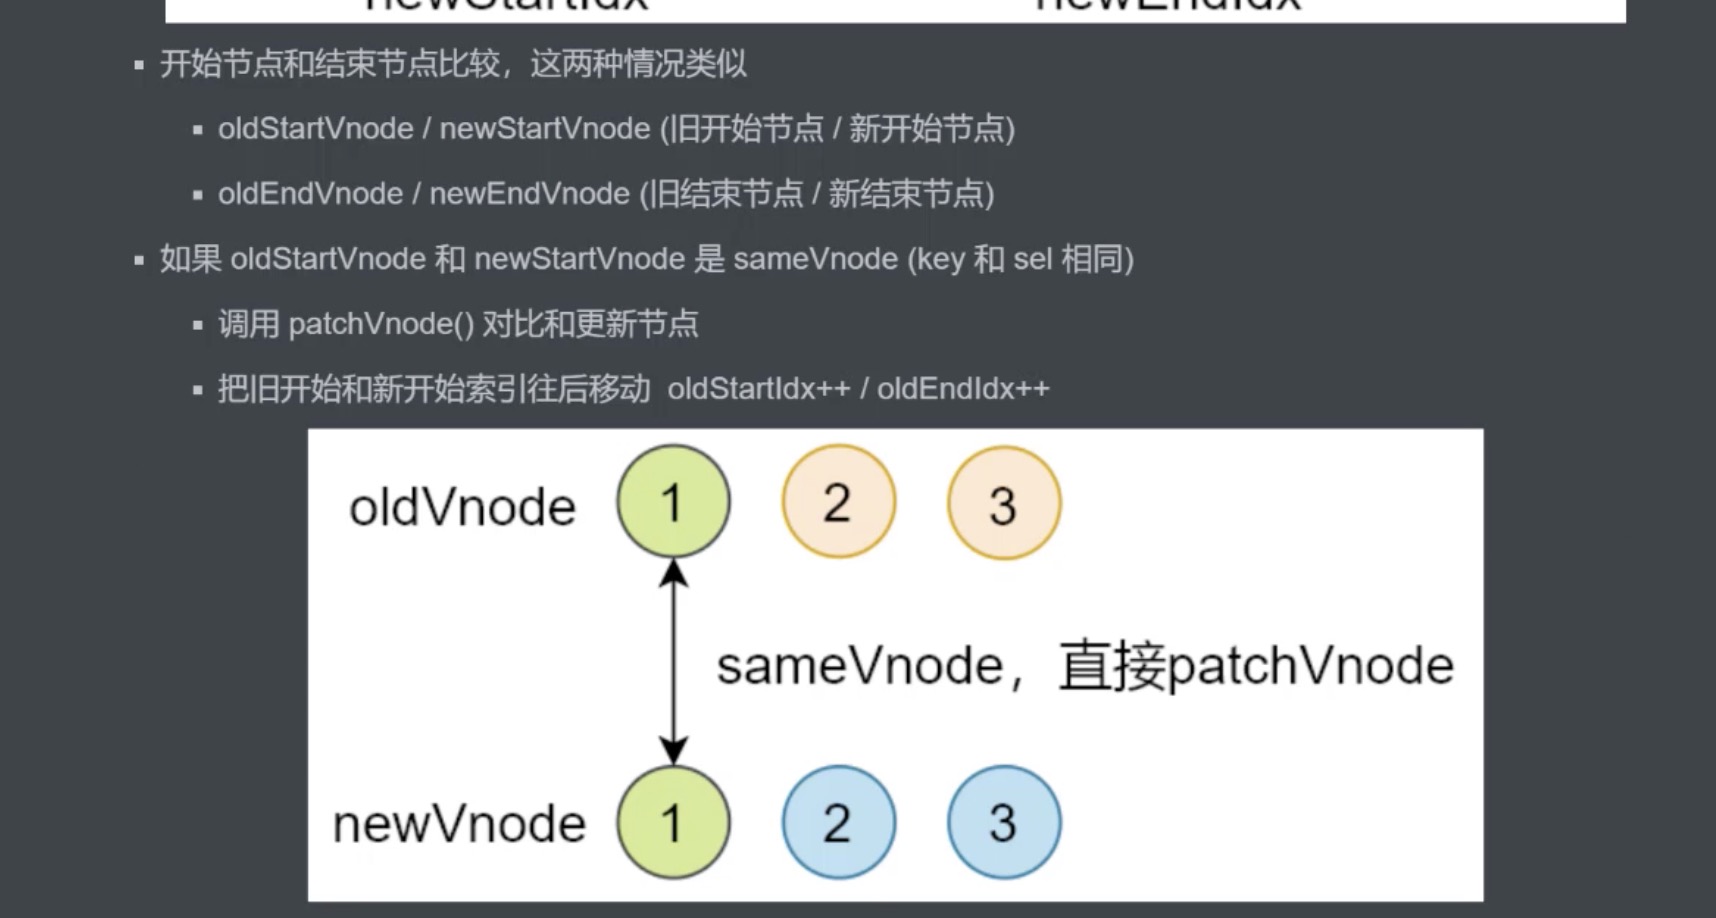 newStartIdx newEndIdx
开始节点和结束节点比较，这两种情况类似
oldStartVnode / newStartVnode (旧开始节点 / 新开始节点)
oldEndVnode / newEndVnode (旧结束节点 / 新结束节点)
如果 oldStartVnode 和 newStartVnode 是 sameVnode (key 和 sel 相同)
调用 patchVnode() 对比和更新节点
把旧开始和新开始索引往后移动 oldStartIdx++ / oldEndIdx++
oldVnode 1 2 3
sameVnode，直接patchVnode
newVnode 1 2 3